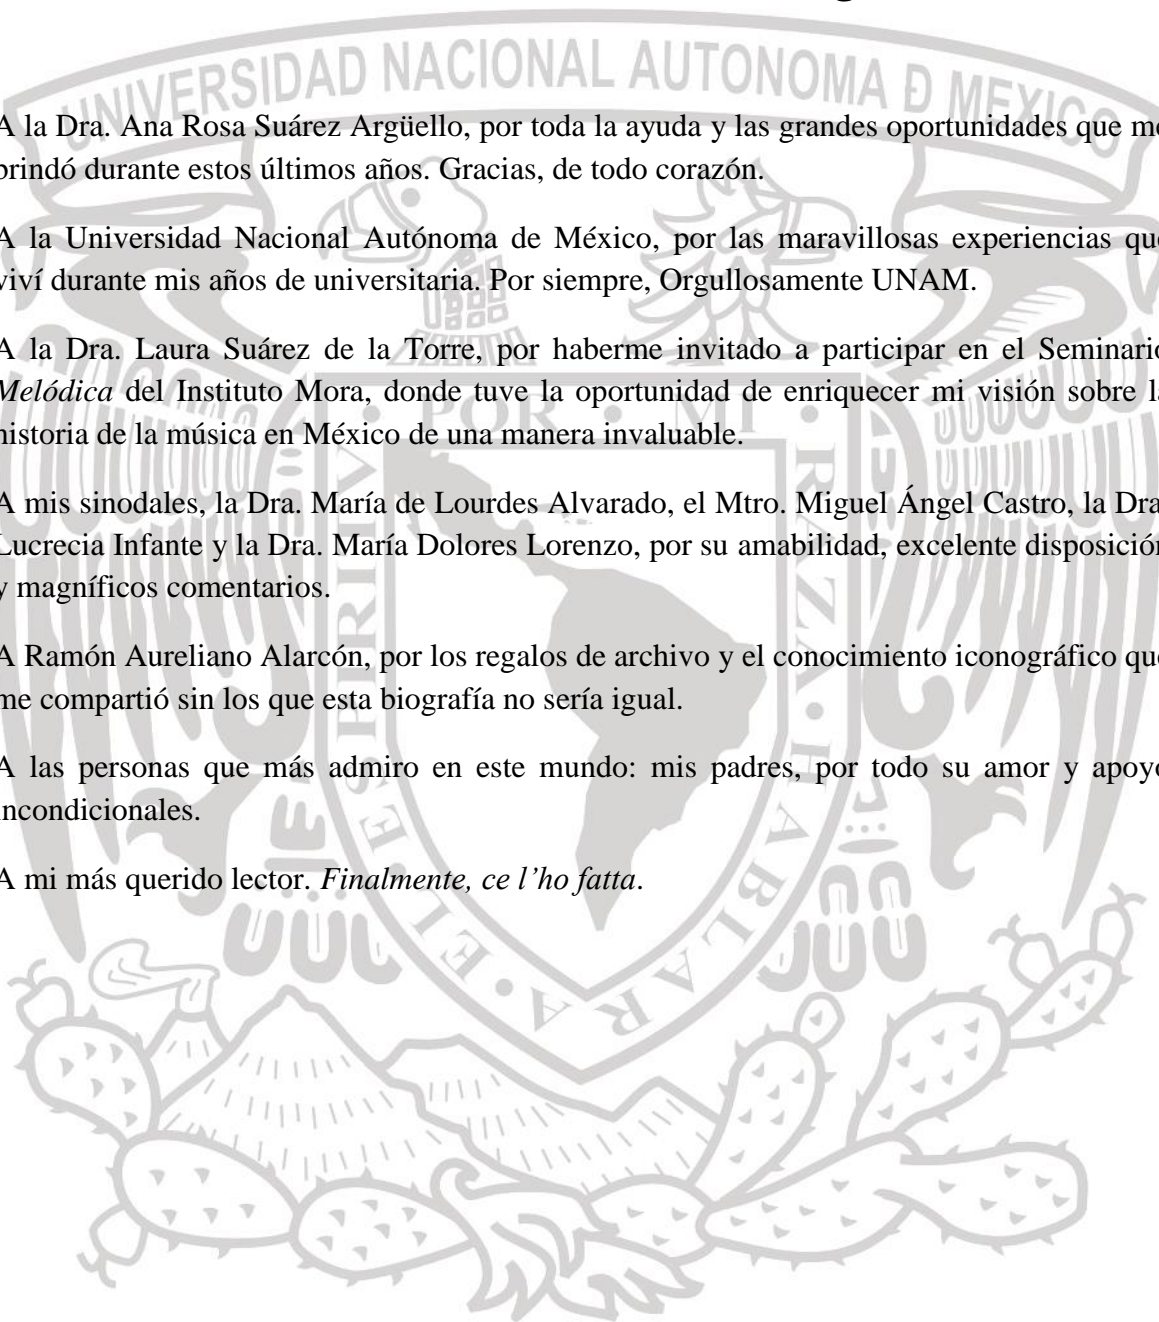 UNIVERSIDAD NACIONAL AUTONOMA D MEXICO
A la Dra. Ana Rosa Suárez Argüello, por toda la ayuda y las grandes oportunidades que me
brindó durante estos últimos años. Gracias, de todo corazón.
A la Universidad Nacional Autónoma de México, por las maravillosas experiencias que
viví durante mis años de universitaria. Por siempre, Orgullosamente UNAM.
A la Dra. Laura Suárez de la Torre, por haberme invitado a participar en el Seminario
Melódica del Instituto Mora, donde tuve la oportunidad de enriquecer mi visión sobre la
historia de la música en México de una manera invaluable.
A mis sinodales, la Dra. María de Lourdes Alvarado, el Mtro. Miguel Ángel Castro, la Dra.
Lucrecia Infante y la Dra. María Dolores Lorenzo, por su amabilidad, excelente disposición
y magníficos comentarios.
A Ramón Aureliano Alarcón, por los regalos de archivo y el conocimiento iconográfico que
me compartió sin los que esta biografía no sería igual.
A las personas que más admiro en este mundo: mis padres, por todo su amor y apoyo
incondicionales.
A mi más querido lector. Finalmente, ce l’ho fatta.
POR • MI • RAZA • HABLARA • EL • ESPIRITV